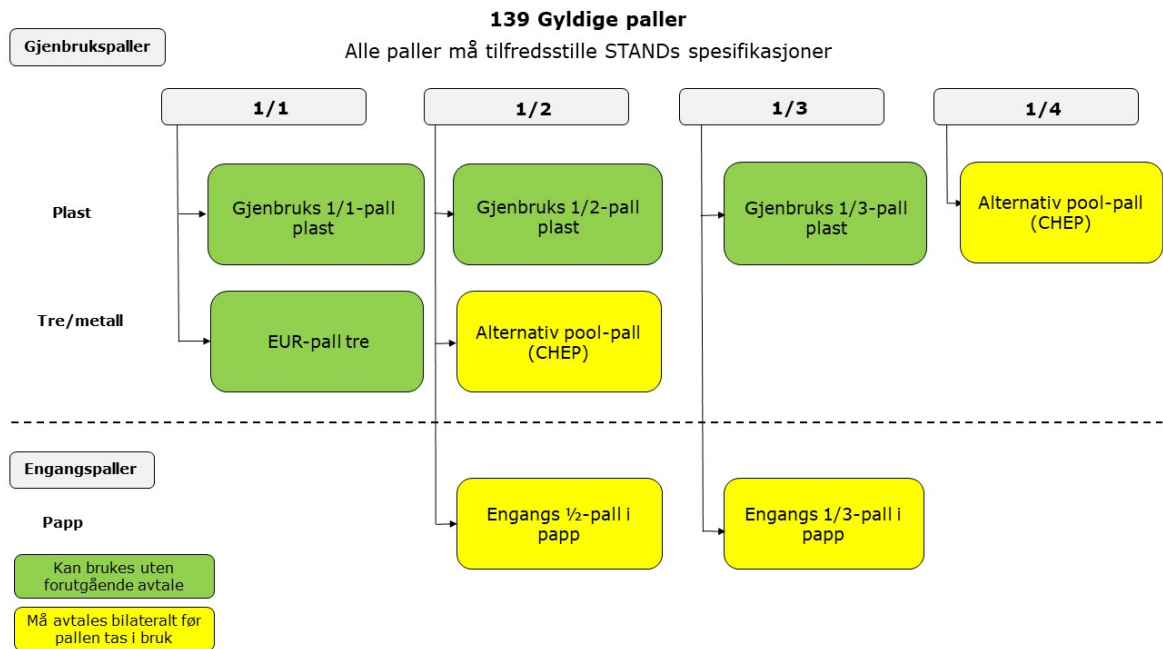 139 Gyldige paller
Gjenbrukspaller
Alle paller må tilfredsstille STANDs spesifikasjoner
1/1
1/2
1/3
1/4
Plast
Gjenbruks 1/1-pall
plast
Gjenbruks 1/2-pall
plast
Gjenbruks 1/3-pall
plast
Alternativ pool-pall
(CHEP)
Tre/metall
EUR-pall tre
Alternativ pool-pall
(CHEP)
Engangspaller
Papp
Engangs ½-pall i
papp
Engangs 1/3-pall i
papp
Kan brukes uten
forutgående avtale
Må avtales bilateralt før
pallen tas i bruk